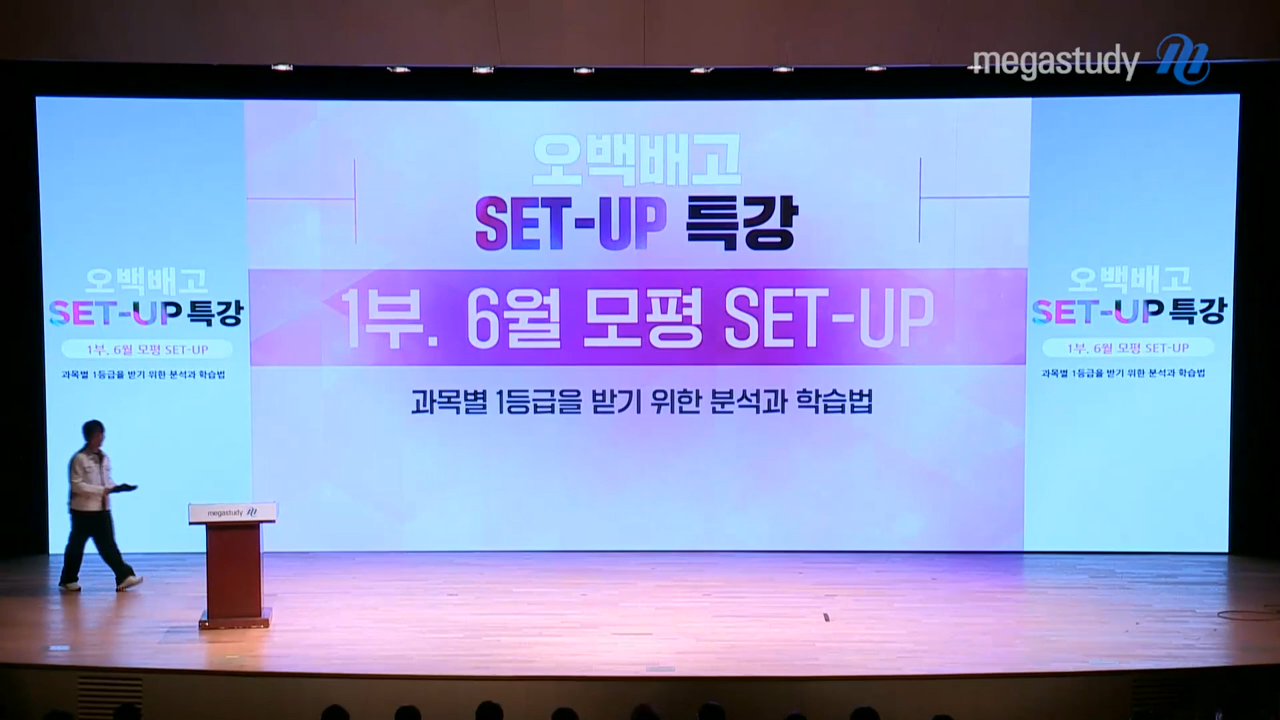 megastudy
오백배고
SET-UP 특강
1부. 6월 모평 SET-UP
과목별 1등급을 받기 위한 분석과 학습법
오백배고
SET-UP 특강
1부. 6월 모평 SET-UP
과목별 1등급을 받기 위한 분석과 학습법
오백배고
SET-UP 특강
1부. 6월 모평 SET-UP
과목별 1등급을 받기 위한 분석과 학습법
megastudy